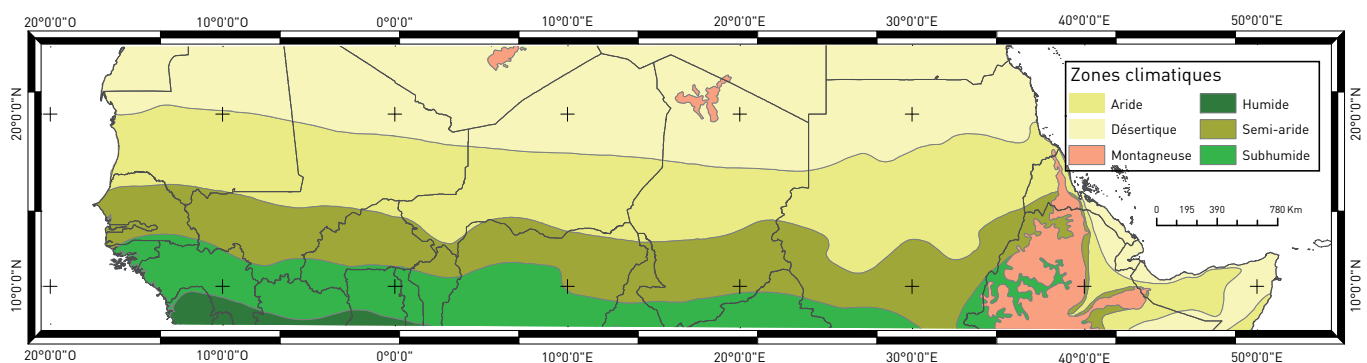 20°0'0"O 10°0'0"O 0°0'0"E 10°0'0"E 20°0'0"E 30°0'0"E 40°0'0"E 50°0'0"E
Zones climatiques
Aride Humide
Désertique Semi-aride
Montagneuse Subhumide
20°0'0"N 20°0'0"N
0 195 390 780 Km
10°0'0"N 10°0'0"N
20°0'0"O 10°0'0"O 0°0'0"E 10°0'0"E 20°0'0"E 30°0'0"E 40°0'0"E 50°0'0"E